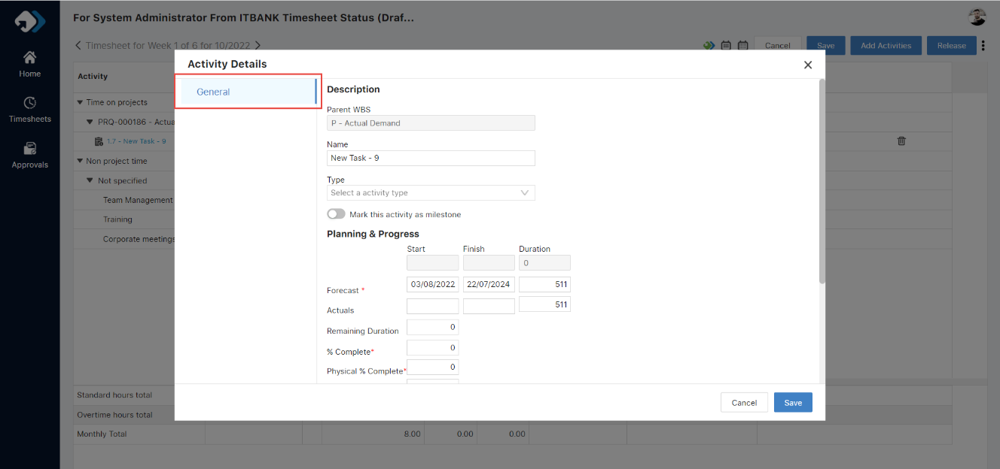 For System Administrator From ITBANK Timesheet Status (Draf...
Timesheet for Week 1 of 6 for 10/2022
Cancel
Save
Add Activities
Release
Home
Timesheets
Approvals
Activity
Time on projects
PRQ-000186 - Actua
1.7 - New Task - 9
Non project time
Not specified
Team Management
Training
Corporate meetings
Standard hours total
Overtime hours total
Monthly Total 8.00 0.00 0.00
Activity Details
General
Description
Parent WBS
P - Actual Demand
Name
New Task - 9
Type
Select a activity type
Mark this activity as milestone
Planning & Progress
Start Finish Duration
0
Forecast * 03/08/2022 22/07/2024 511
Actuals 511
Remaining Duration 0
% Complete* 0
Physical % Complete* 0
Cancel
Save